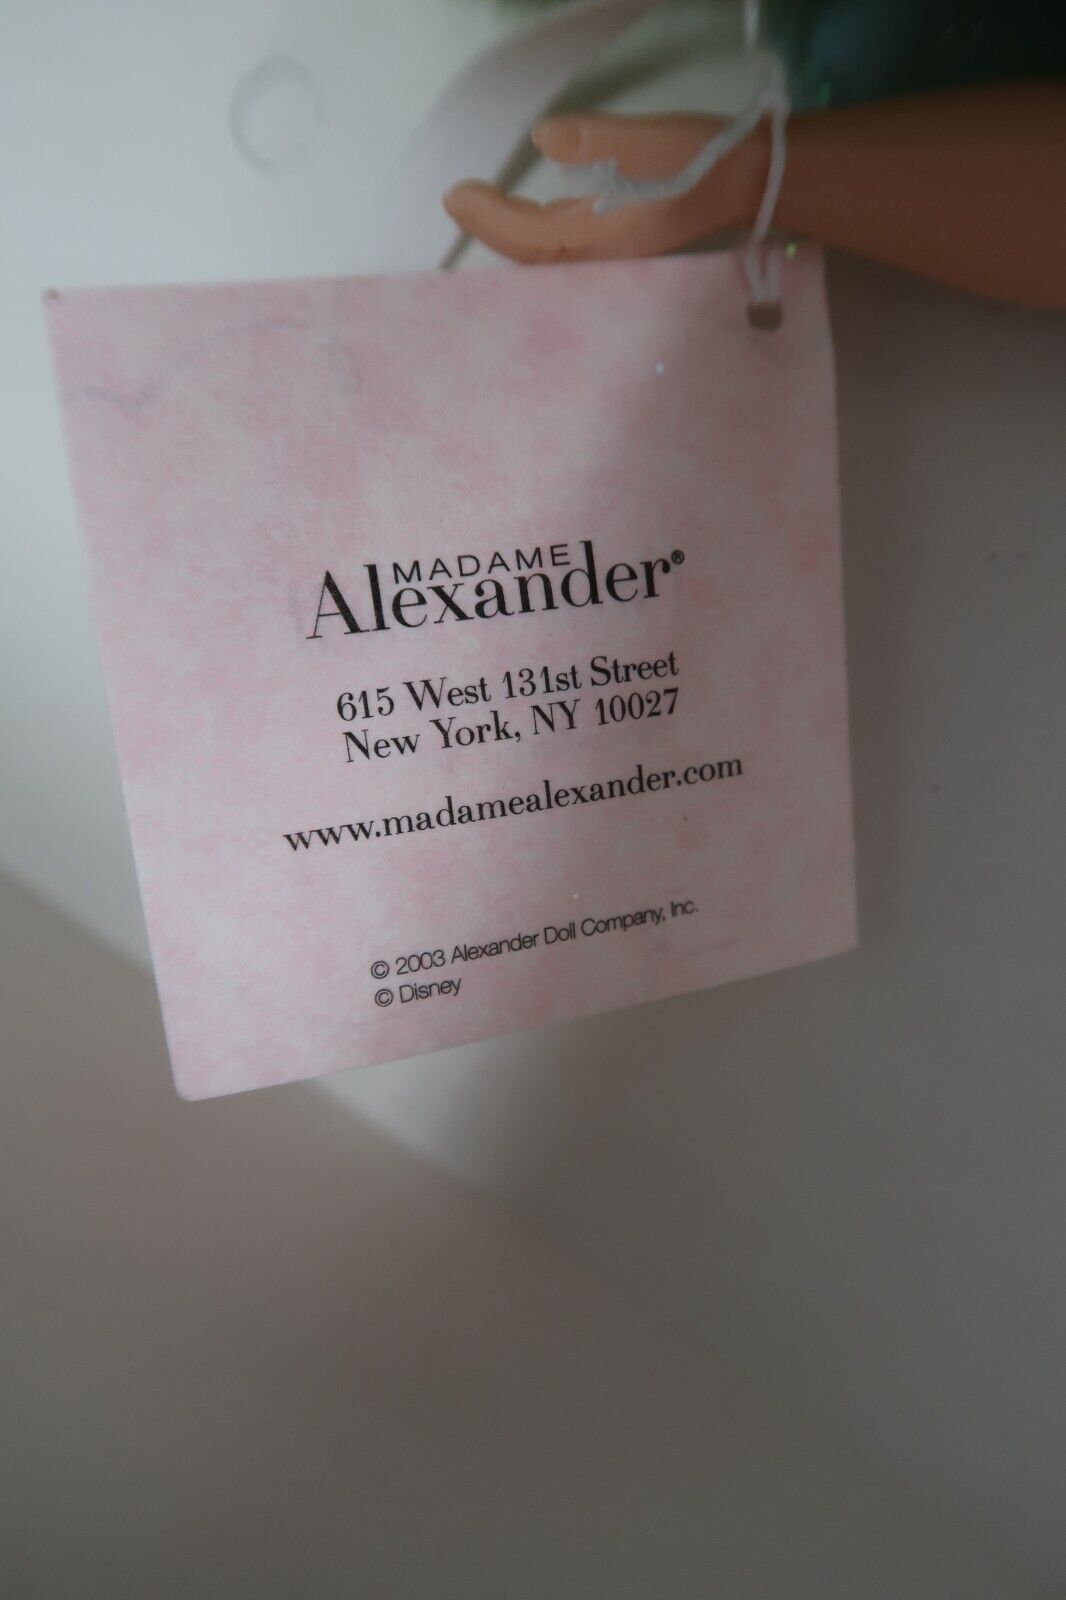 MADAME
Alexander®
615 West 131st Street
New York, NY 10027
www.madamealexander.com
© 2003 Alexander Doll Company, Inc.
© Disney